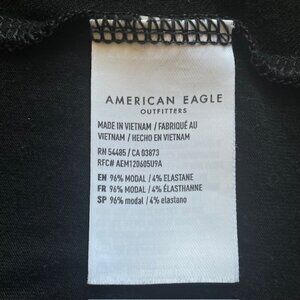 AMERICAN EAGLE
OUTFITTERS
MADE IN VIETNAM / FABRIQUÉ AU
VIETNAM / HECHO EN VIETNAM
RN 54485 / CA 03873
RFC# AEM120605U9A
EN 96% MODAL / 4% ELASTANE
FR 96% MODAL / 4% ÉLASTHANNE
SP 96% modal / 4% elastano